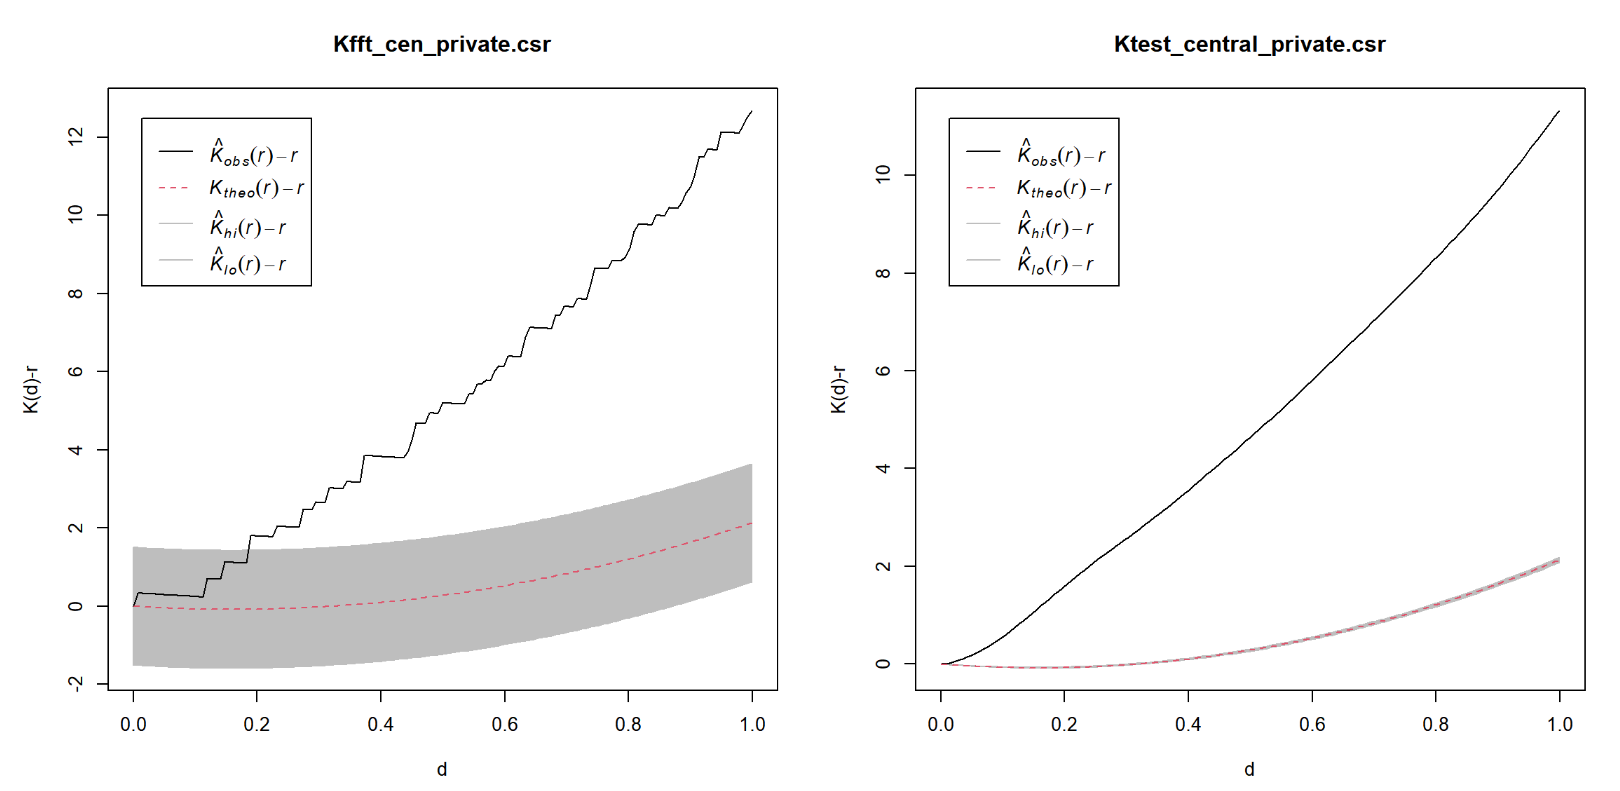 Kfft_cen_private.csr
K̂obs(r) – r
Ktheo(r) – r
K̂hi(r) – r
K̂lo(r) – r
K(d)-r
12
10
8
6
4
2
0
-2
0.0 0.2 0.4 0.6 0.8 1.0
d
Ktest_central_private.csr
K̂obs(r) – r
Ktheo(r) – r
K̂hi(r) – r
K̂lo(r) – r
K(d)-r
10
8
6
4
2
0
0.0 0.2 0.4 0.6 0.8 1.0
d